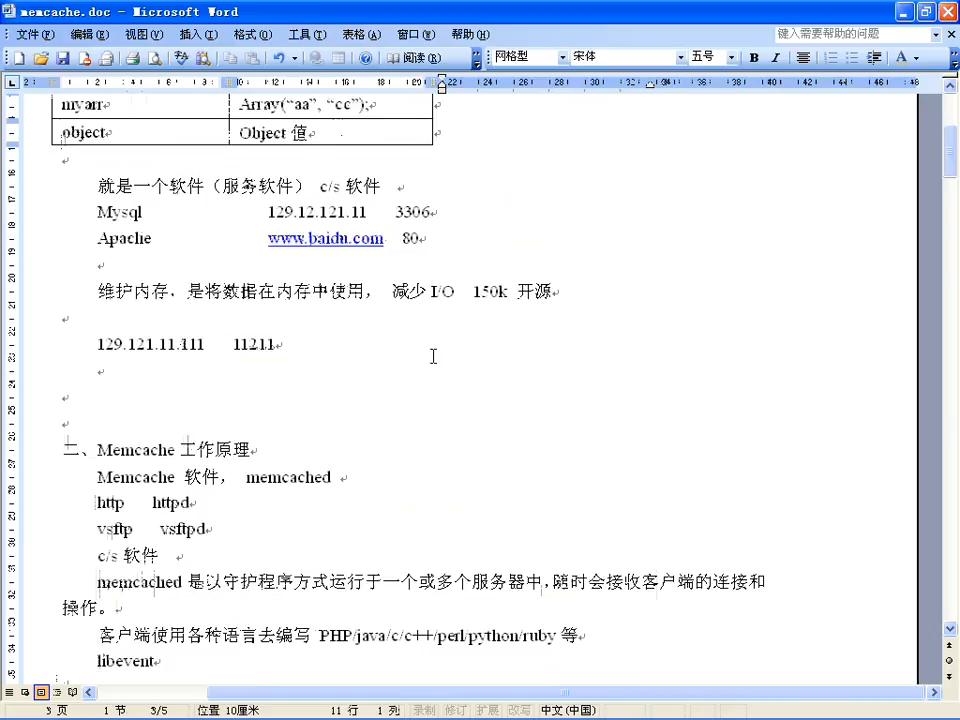 memcache.doc - Microsoft Word
文件(F) 编辑(E) 视图(V) 插入(I) 格式(O) 工具(T) 表格(A) 窗口(W) 帮助(H) 键入需要帮助的问题
阅读(R) 网格型 宋体 五号 B I A
myarr Array(“aa”, “cc”);
object Object 值
就是一个软件（服务软件） c/s 软件
Mysql 129.12.121.11 3306
Apache www.baidu.com 80
维护内存、是将数据在内存中使用， 减少 I/O 150k 开源
129.121.11.111 11211
二、Memcache 工作原理
Memcache 软件， memcached
http httpd
vsftp vsftpd
c/s 软件
memcached 是以守护程序方式运行于一个或多个服务器中，随时会接收客户端的连接和
操作。
客户端使用各种语言去编写 PHP/java/c/c++/perl/python/ruby 等
libevent
3 页 1 节 3/5 位置 10厘米 11 行 1 列 录制 修订 扩展 改写 中文(中国)